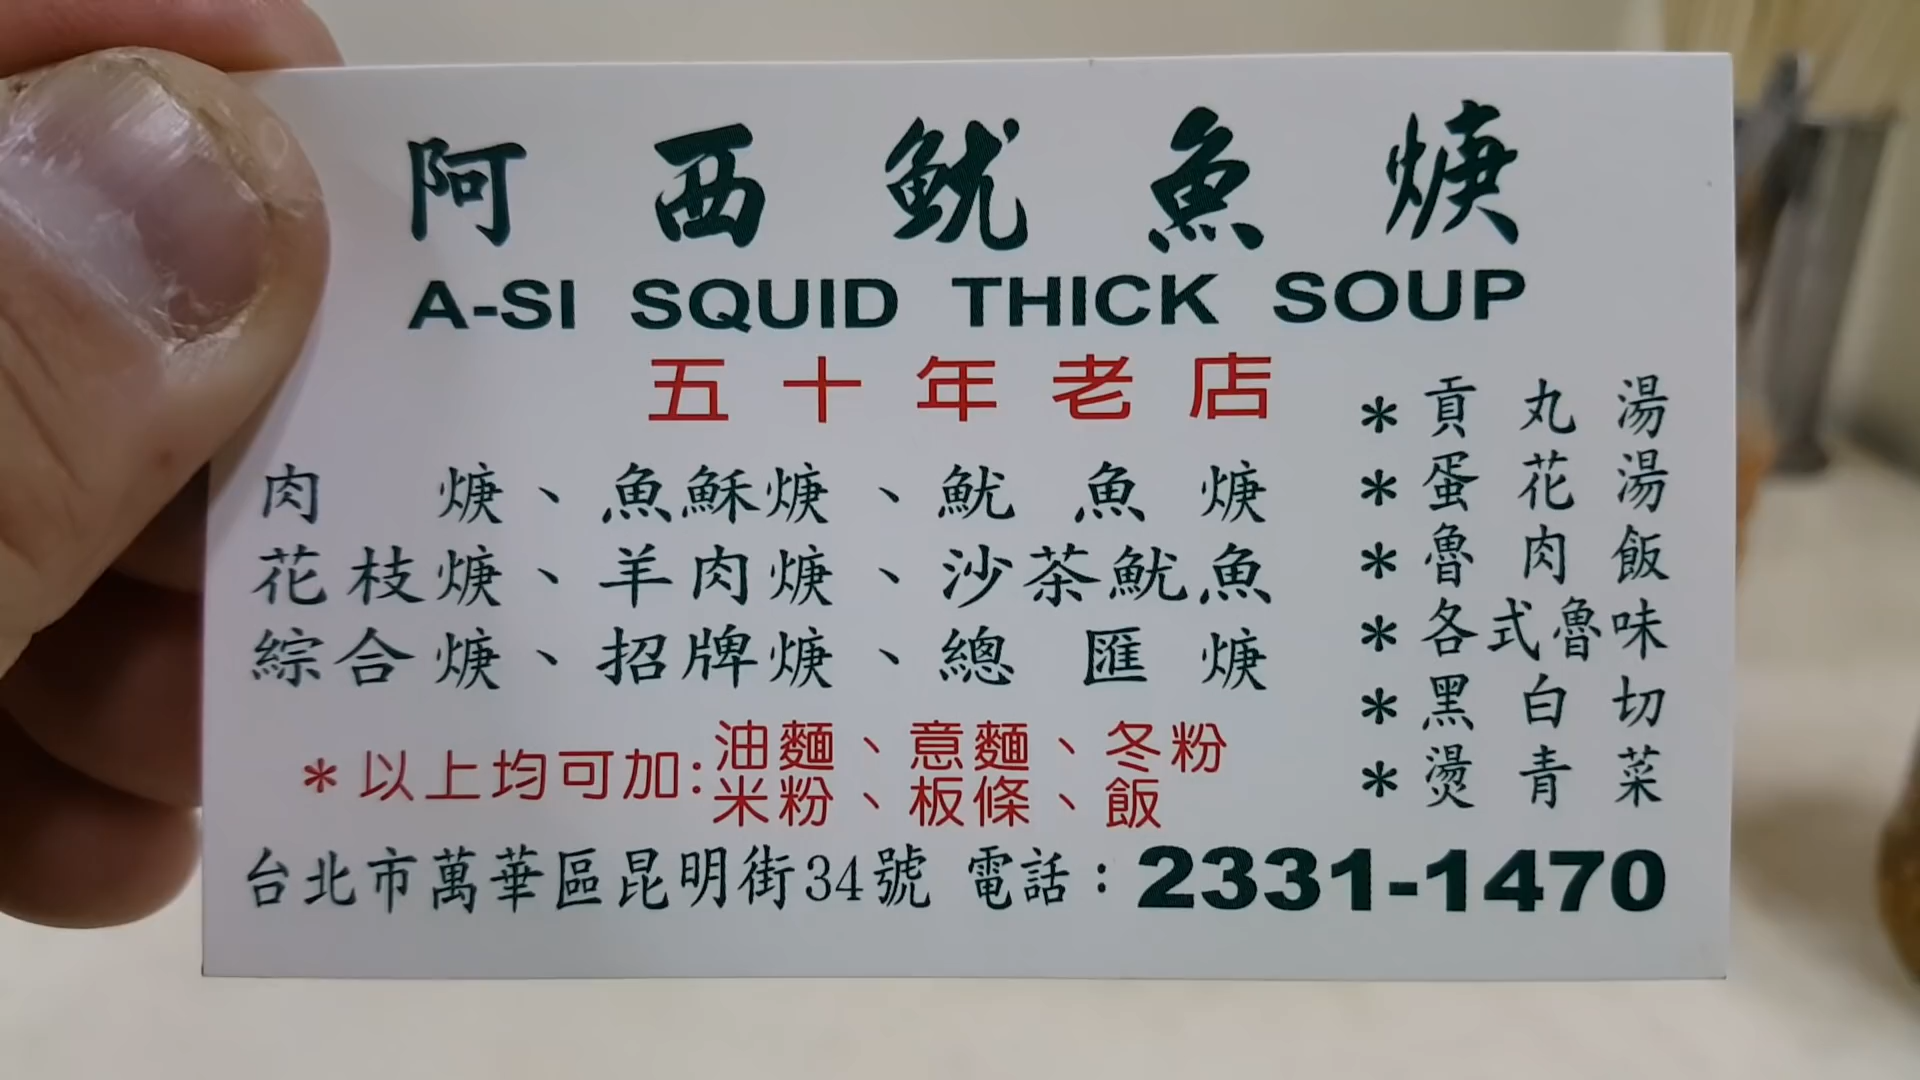 阿西魷魚焿
A-SI SQUID THICK SOUP
五十年老店
肉焿、魚穌焿、魷魚焿
花枝焿、羊肉焿、沙茶魷魚
綜合焿、招牌焿、總匯焿
*以上均可加:油麵、意麵、冬粉
米粉、板條、飯
*貢丸湯
*蛋花湯
*魯肉飯
*各式魯味
*黑白切
*燙青菜
台北市萬華區昆明街34號 電話：2331-1470